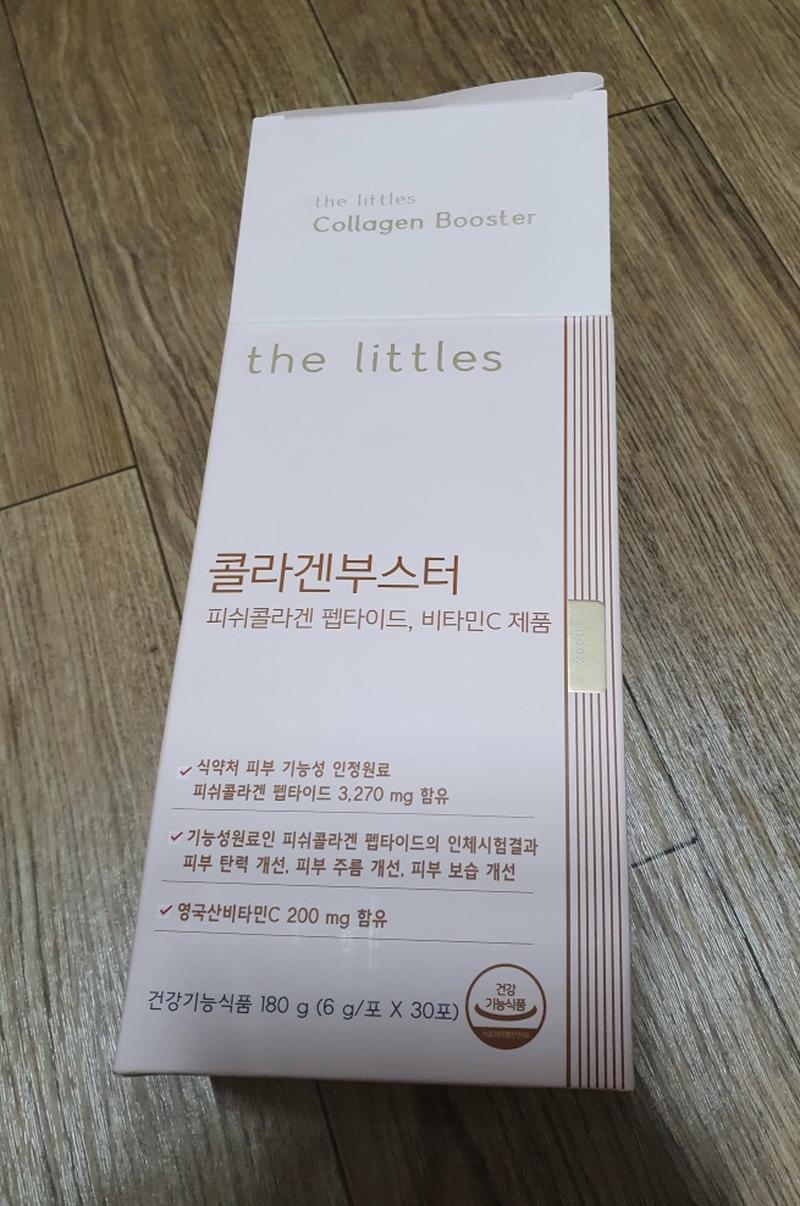 the littles
Collagen Booster
the littles
콜라겐부스터
피쉬콜라겐 펩타이드, 비타민C 제품
index
식약처 피부 기능성 인정원료
피쉬콜라겐 펩타이드 3,270 mg 함유
기능성원료인 피쉬콜라겐 펩타이드의 인체시험결과
피부 탄력 개선, 피부 주름 개선, 피부 보습 개선
영국산비타민C 200 mg 함유
건강기능식품 180 g (6 g/포 X 30포)
건강
기능식품